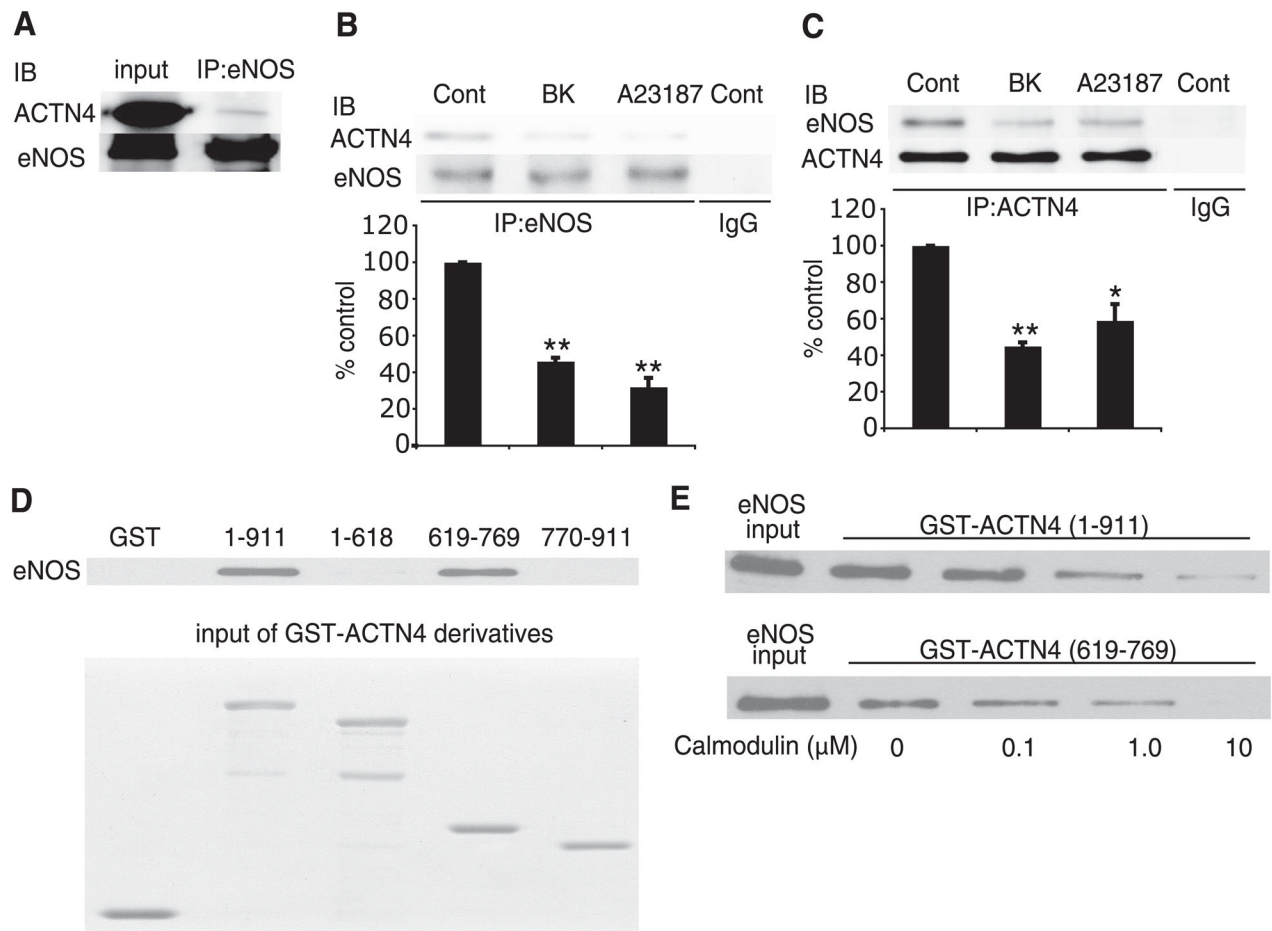 A
IB
input IP:eNOS
ACTN4
eNOS
B
IB
Cont BK A23187 Cont
ACTN4
eNOS
IP:eNOS IgG
% control
120
100
80
60
40
20
0
**
**
C
IB
Cont BK A23187 Cont
eNOS
ACTN4
IP:ACTN4 IgG
% control
120
100
80
60
40
20
0
**
*
D
GST 1-911 1-618 619-769 770-911
eNOS
input of GST-ACTN4 derivatives
E
eNOS
input
GST-ACTN4 (1-911)
eNOS
input
GST-ACTN4 (619-769)
Calmodulin (µM) 0 0.1 1.0 10